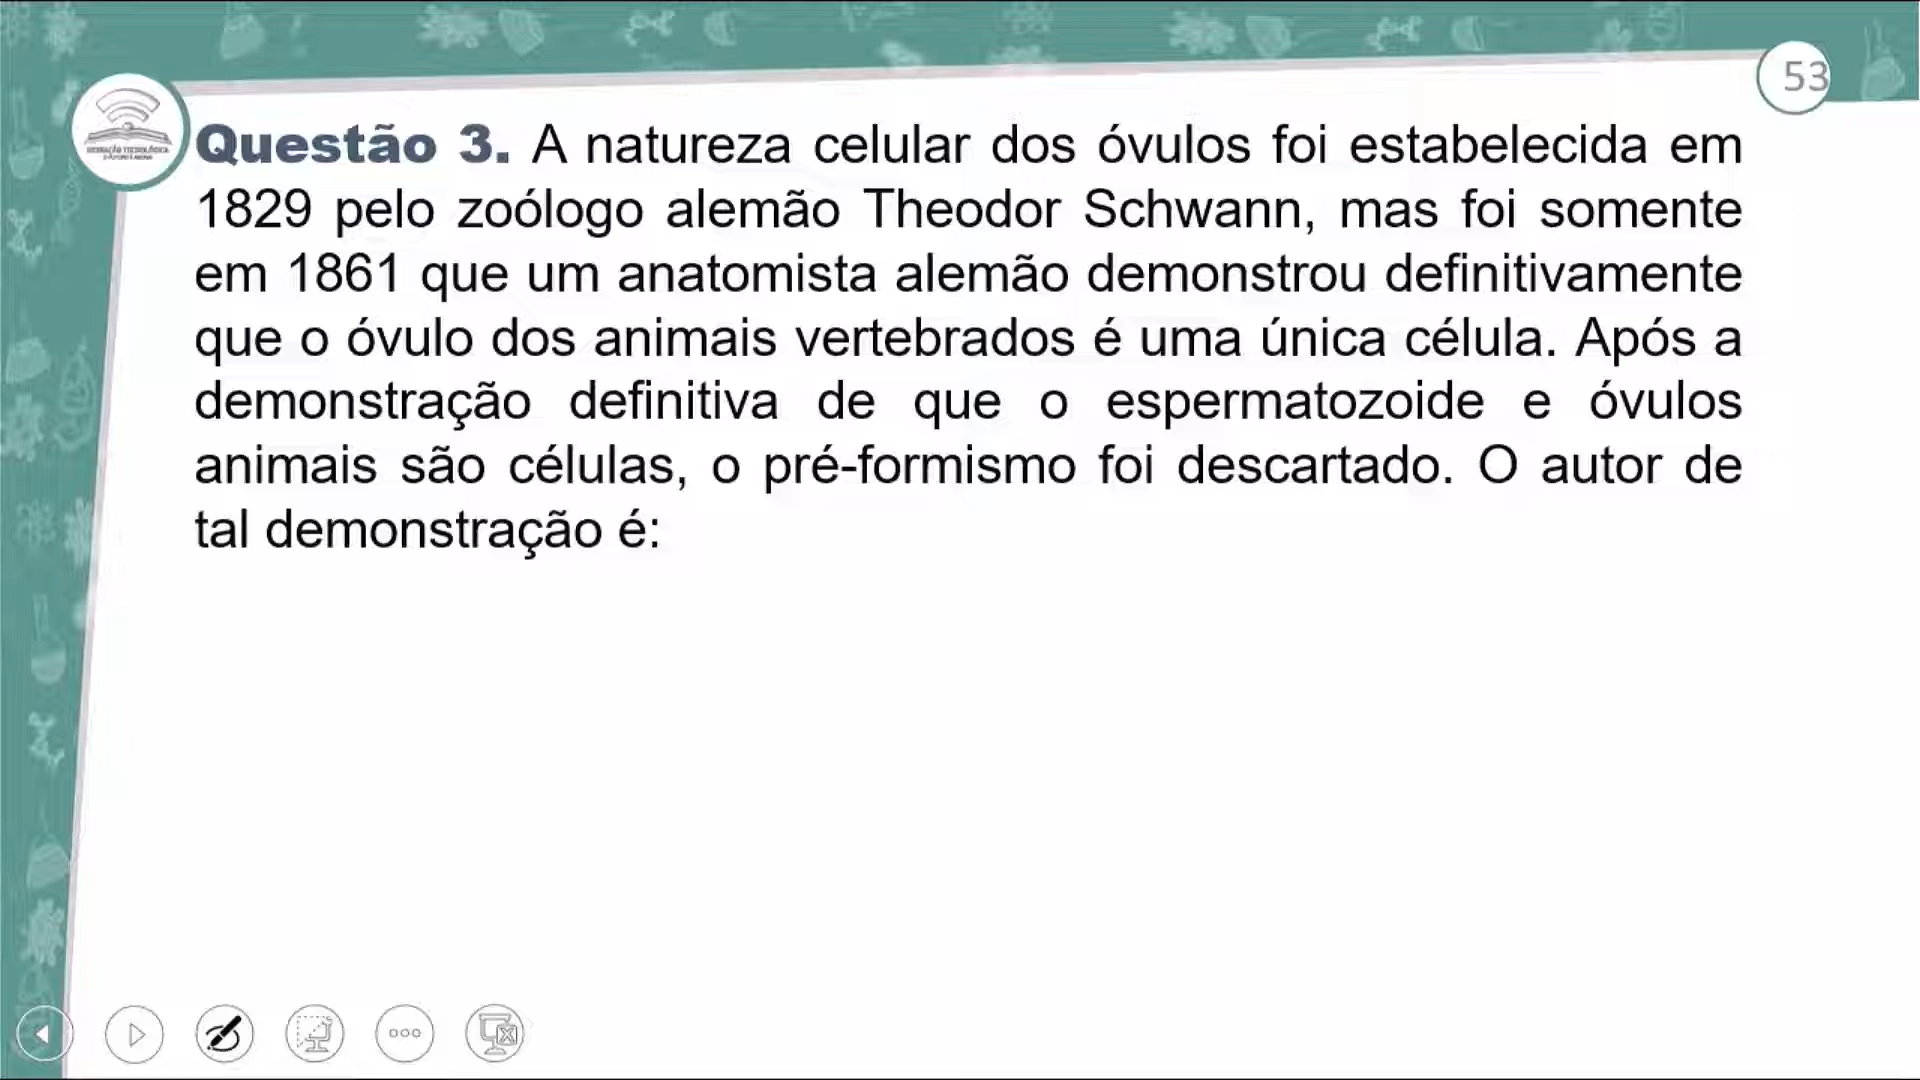 53
Questão 3. A natureza celular dos óvulos foi estabelecida em
1829 pelo zoólogo alemão Theodor Schwann, mas foi somente
em 1861 que um anatomista alemão demonstrou definitivamente
que o óvulo dos animais vertebrados é uma única célula. Após a
demonstração definitiva de que o espermatozoide e óvulos
animais são células, o pré-formismo foi descartado. O autor de
tal demonstração é: